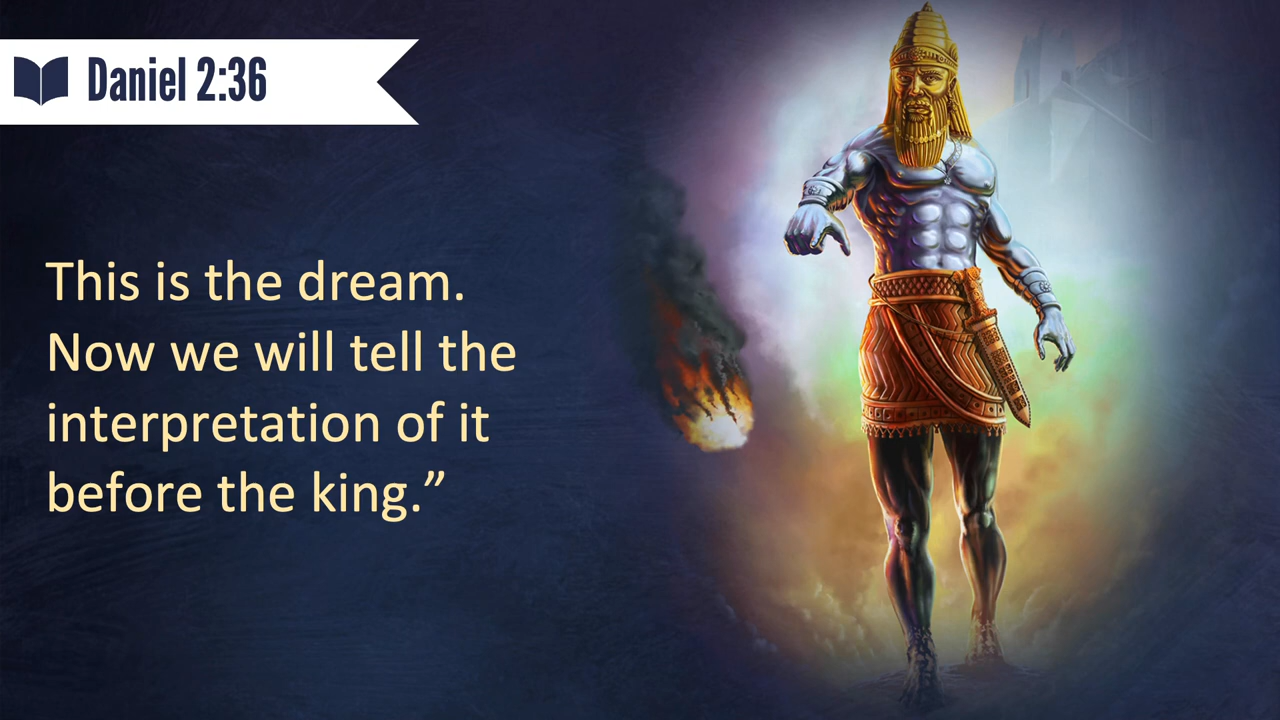 Daniel 2:36
This is the dream.
Now we will tell the
interpretation of it
before the king.”